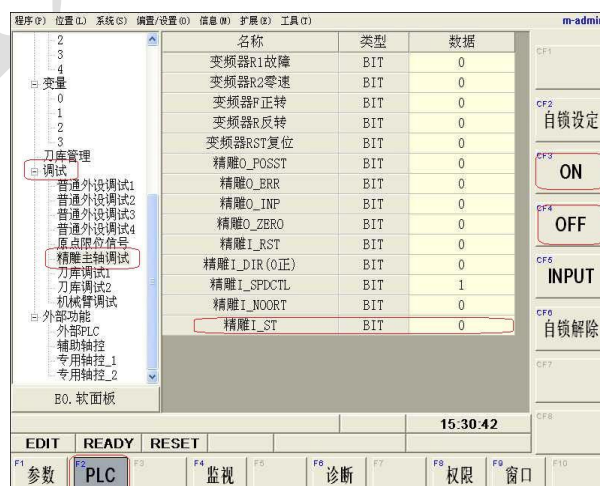 程序(P) 位置(L) 系统(S) 偏置/设置(O) 信息(M) 扩展(E) 工具(T) m-admin
2
3
4
变量
0
1
2
3
刀库管理
调试
普通外设调试1
普通外设调试2
普通外设调试3
普通外设调试4
原点限位信号
精雕主轴调试
刀库调试1
刀库调试2
机械臂调试
外部功能
外部PLC
辅助轴控
专用轴控_1
专用轴控_2
EO. 软面板
名称 类型 数据
变频器R1故障 BIT 0
变频器R2零速 BIT 0
变频器F正转 BIT 0
变频器R反转 BIT 0
变频器RST复位 BIT 0
精雕O_POSST BIT 0
精雕O_ERR BIT 0
精雕O_INP BIT 0
精雕O_ZERO BIT 0
精雕I_RST BIT 0
精雕I_DIR(0正) BIT 0
精雕I_SPDCTL BIT 1
精雕I_NOORT BIT 0
精雕I_ST BIT 0
CF1
CF2 自锁设定
CF3 ON
CF4 OFF
CF5 INPUT
CF6 自锁解除
CF7
CF8
15:30:42
EDIT READY RESET
F1 参数 F2 PLC F3 F4 监视 F5 F6 诊断 F7 F8 权限 F9 窗口 F10